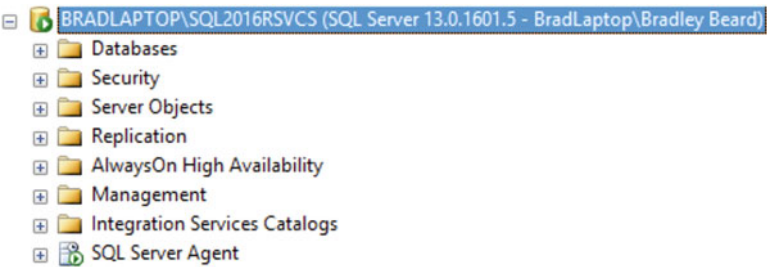 BRADLAPTOP\SQL2016RSVCS (SQL Server 13.0.1601.5 - BradLaptop\Bradley Beard)
Databases
Security
Server Objects
Replication
AlwaysOn High Availability
Management
Integration Services Catalogs
SQL Server Agent